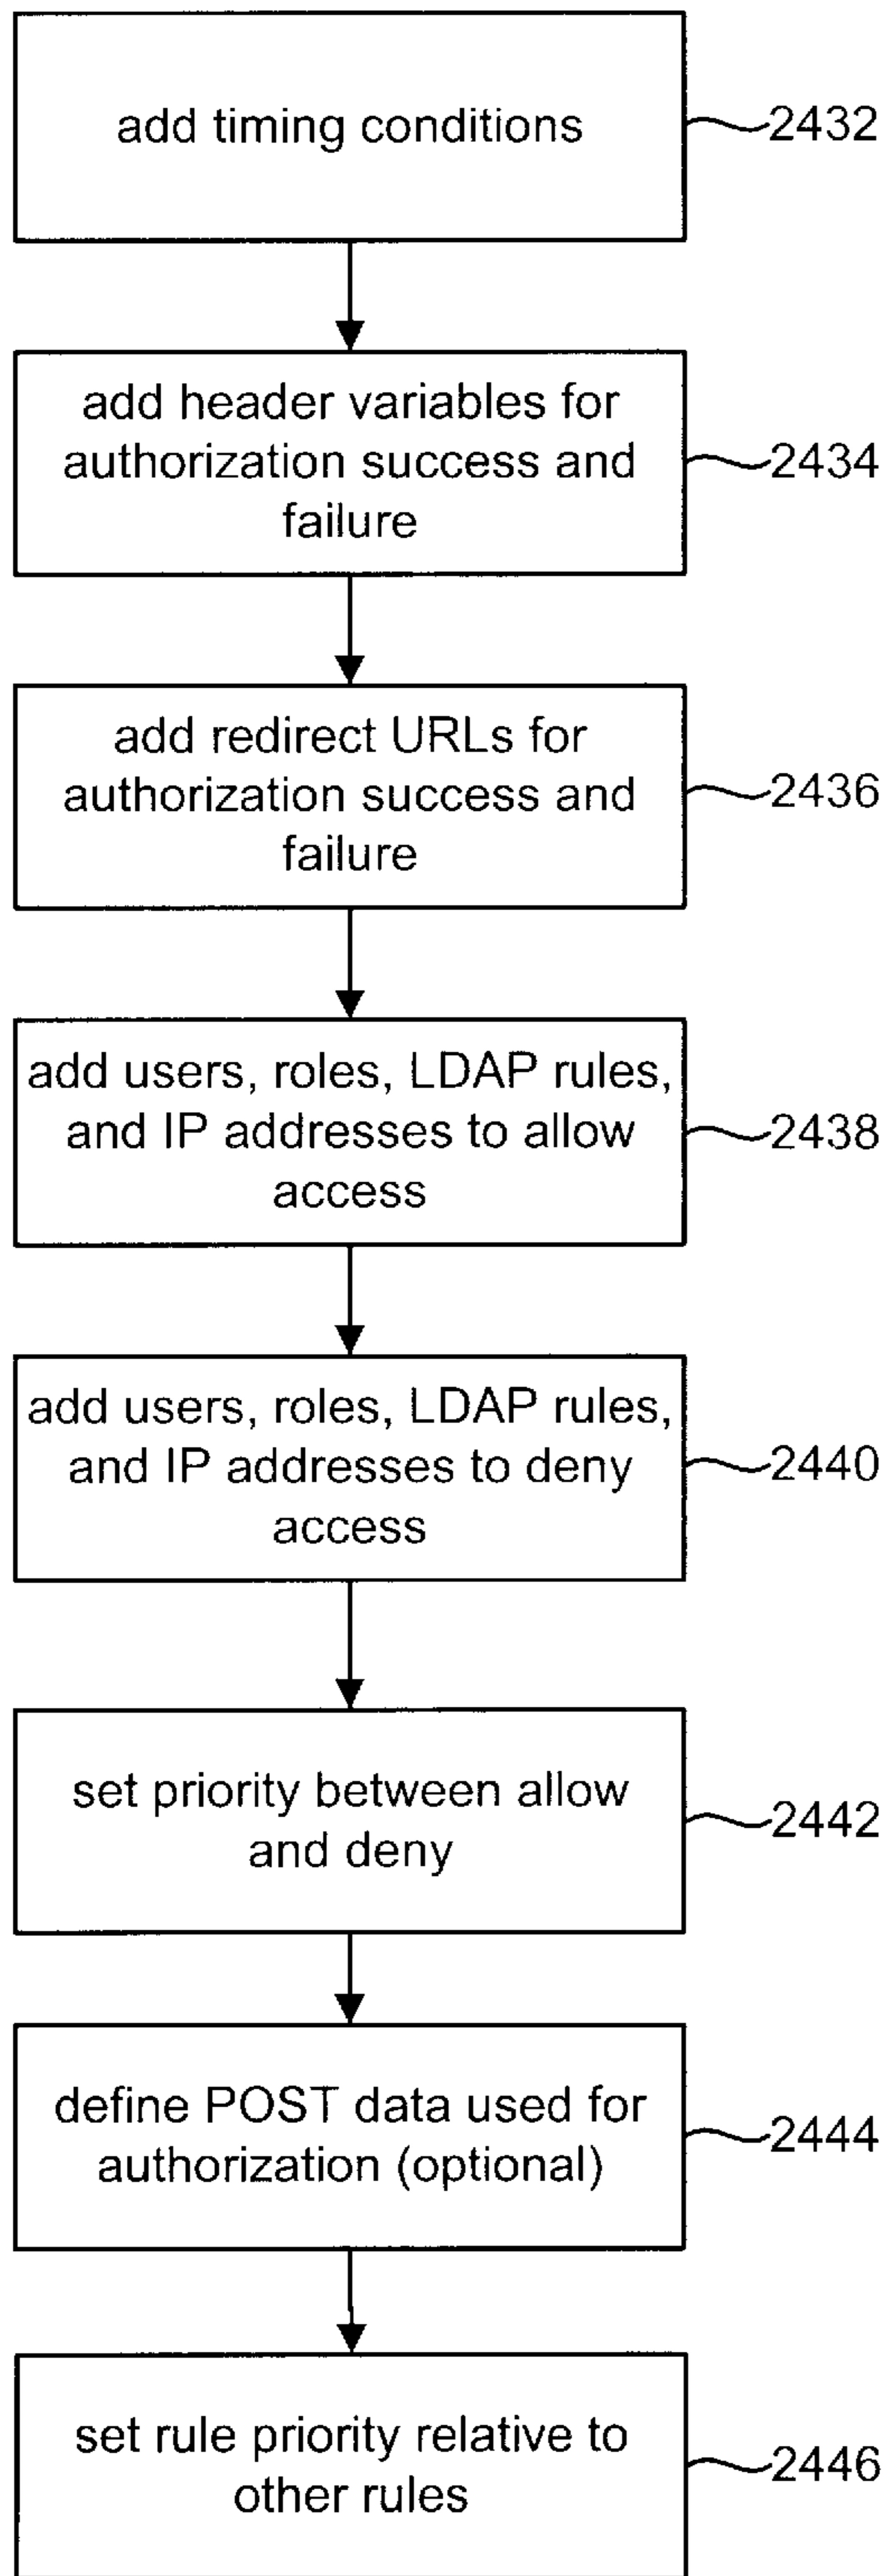 add timing conditions
2432
add header variables for
authorization success and
failure
2434
add redirect URLs for
authorization success and
failure
2436
add users, roles, LDAP rules,
and IP addresses to allow
access
2438
add users, roles, LDAP rules,
and IP addresses to deny
access
2440
set priority between allow
and deny
2442
define POST data used for
authorization (optional)
2444
set rule priority relative to
other rules
2446